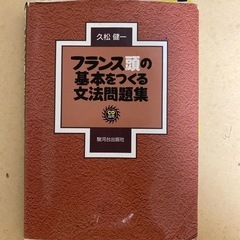 久松 健一
フランス頭の
基本をつくる
文法問題集
駿河台出版社